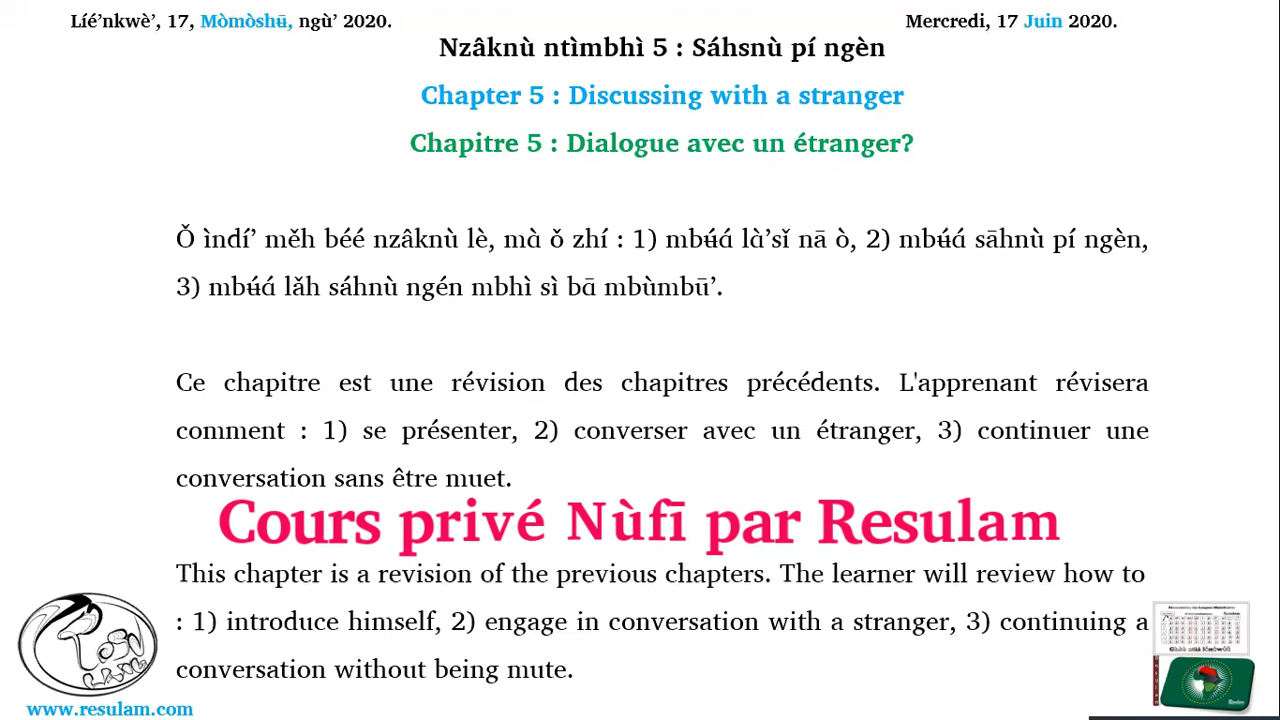 Líé’nkwè’, 17, Mòmòshū, ngù’ 2020. Mercredi, 17 Juin 2020.
Nzâknù ntìmbhì 5 : Sáhsnù pí ngèn
Chapter 5 : Discussing with a stranger
Chapitre 5 : Dialogue avec un étranger?
Ǒ ìndí’ měh béé nzâknù lè, mà ǒ zhí : 1) mbʉ́á là’sǐ nā ò, 2) mbʉ́á sāhnù pí ngèn,
3) mbʉ́á lǎh sáhnù ngén mbhì sì bā mbùmbū’.
Ce chapitre est une révision des chapitres précédents. L'apprenant révisera
comment : 1) se présenter, 2) converser avec un étranger, 3) continuer une
conversation sans être muet.
Cours privé Nùfī par Resulam
This chapter is a revision of the previous chapters. The learner will review how to
: 1) introduce himself, 2) engage in conversation with a stranger, 3) continuing a
conversation without being mute.
www.resulam.com